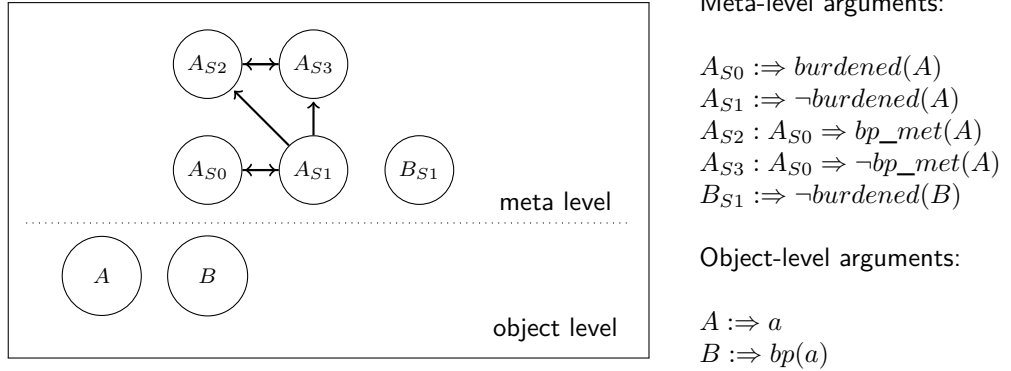 Meta-level arguments:
A_{S2} A_{S3}
A_{S0} A_{S1} B_{S1}
meta level
A B
object level
A_{S0} :⇒ burdened(A)
A_{S1} :⇒ ¬burdened(A)
A_{S2} : A_{S0} ⇒ bp_met(A)
A_{S3} : A_{S0} ⇒ ¬bp_met(A)
B_{S1} :⇒ ¬burdened(B)
Object-level arguments:
A :⇒ a
B :⇒ bp(a)